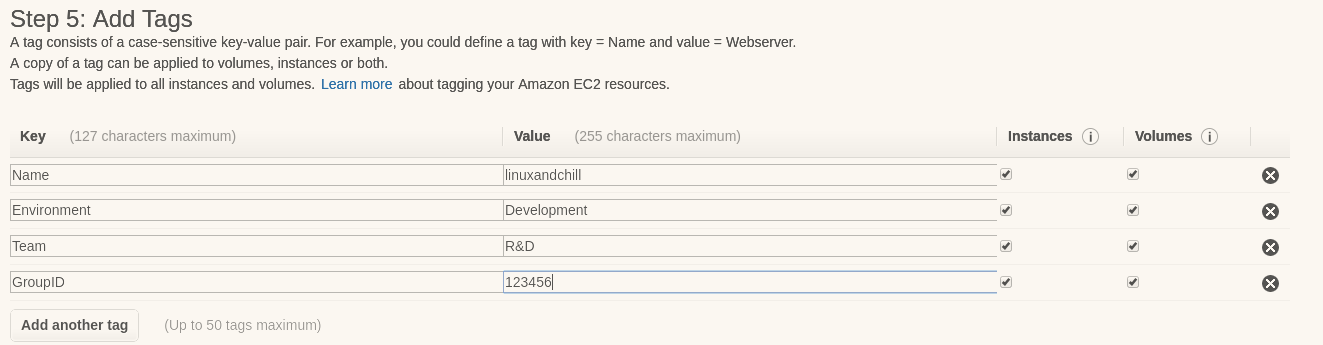 Step 5: Add Tags
A tag consists of a case-sensitive key-value pair. For example, you could define a tag with key = Name and value = Webserver.
A copy of a tag can be applied to volumes, instances or both.
Tags will be applied to all instances and volumes. Learn more about tagging your Amazon EC2 resources.
Key (127 characters maximum) Value (255 characters maximum) Instances i Volumes i
Name linuxandchill
Environment Development
Team R&D
GroupID 123456
Add another tag (Up to 50 tags maximum)